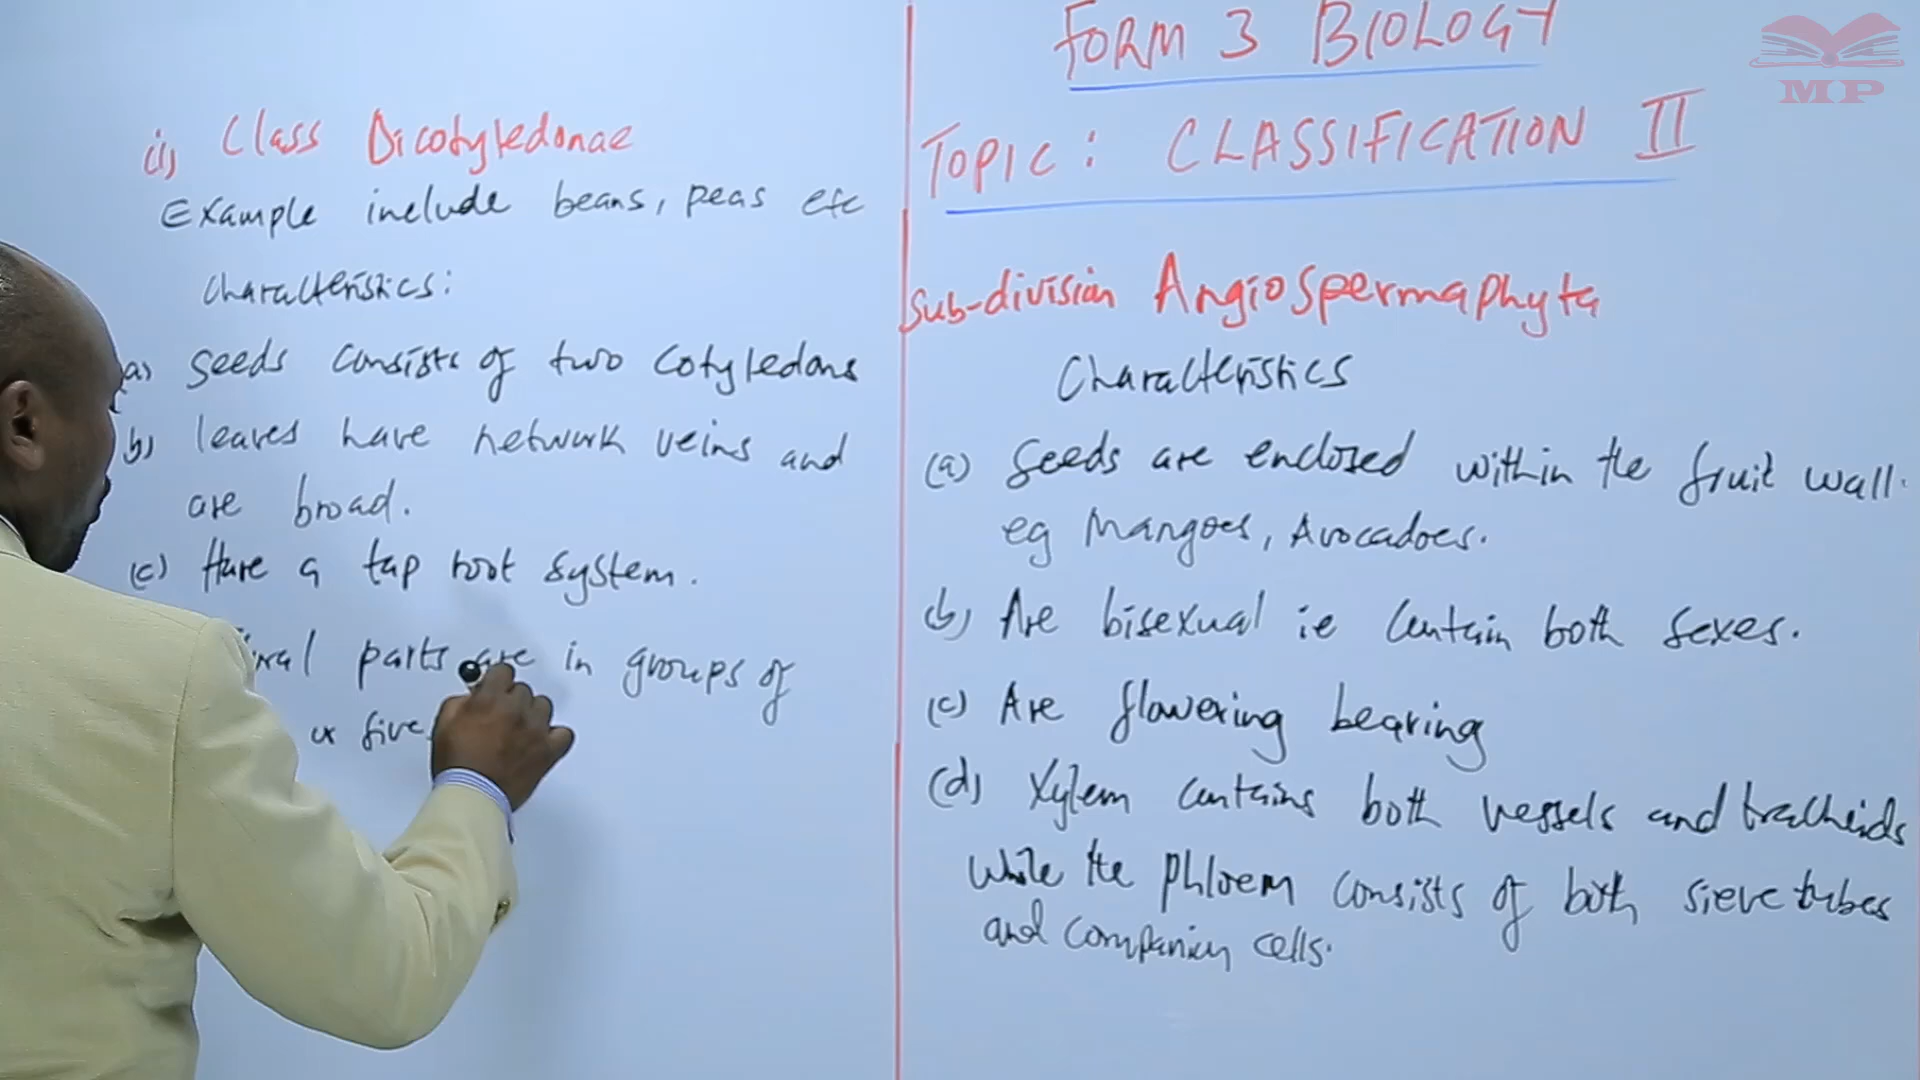 ii) Class Dicotyledonae
Example include beans, peas etc
Characteristics:
(a) Seeds consists of two Cotyledons
b) leaves have network veins and
are broad.
(c) Have a tap root system.
parts are in groups of
or five
FORM 3 BIOLOGY
TOPIC: CLASSIFICATION II
Sub-division Angiospermaphyta
Characteristics
(a) Seeds are enclosed within the fruit wall.
eg Mangoes, Avocadoes.
(b) Are bisexual ie Contain both sexes.
(c) Are flowering bearing
(d) Xylem contains both vessels and tracheids
While the phloem consists of both sieve tubes
and companion cells.
MP